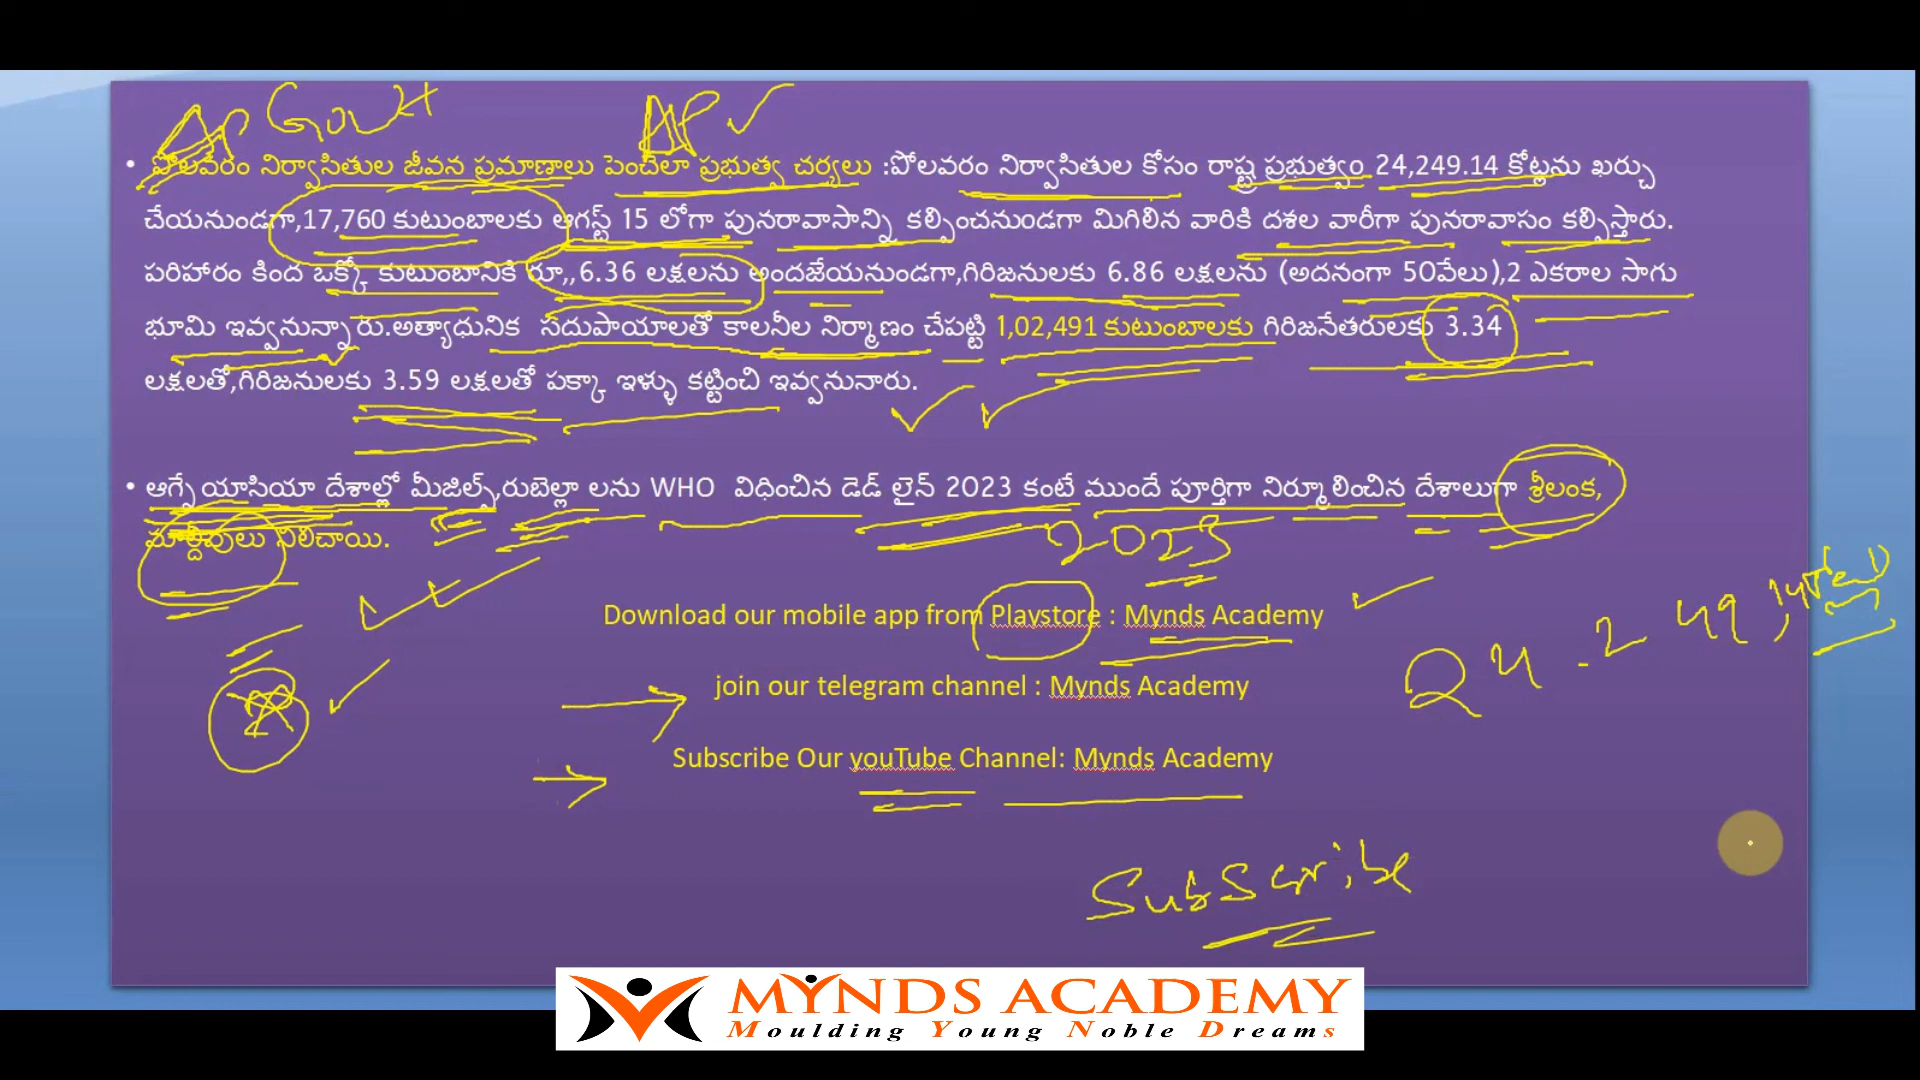 AP Govt AP
• పోలవరం నిర్వాసితుల జీవన ప్రమాణాలు పెంచేలా ప్రభుత్వ చర్యలు :పోలవరం నిర్వాసితుల కోసం రాష్ట్ర ప్రభుత్వం 24,249.14 కోట్లను ఖర్చు
చేయనుండగా,17,760 కుటుంబాలకు ఆగస్ట్ 15 లోగా పునరావాసాన్ని కల్పించనుండగా మిగిలిన వారికి దశల వారీగా పునరావాసం కల్పిస్తారు.
పరిహారం కింద ఒక్కో కుటుంబానికి రూ,,6.36 లక్షలను అందజేయనుండగా,గిరిజనులకు 6.86 లక్షలను (అదనంగా 50వేలు),2 ఎకరాల సాగు
భూమి ఇవ్వనున్నారు.అత్యాధునిక సదుపాయాలతో కాలనీల నిర్మాణం చేపట్టి 1,02,491 కుటుంబాలకు గిరిజనేతరులకు 3.34
లక్షలతో,గిరిజనులకు 3.59 లక్షలతో పక్కా ఇళ్ళు కట్టించి ఇవ్వనునారు.
• ఆగ్నేయాసియా దేశాల్లో మీజిల్స్,రుబెల్లా లను WHO విధించిన డెడ్ లైన్ 2023 కంటే ముందే పూర్తిగా నిర్మూలించిన దేశాలుగా శ్రీలంక,
మాల్దీవులు నిలిచాయి.
2023
Download our mobile app from Playstore : Mynds Academy
join our telegram channel : Mynds Academy
Subscribe Our youTube Channel: Mynds Academy
Subscribe
MYNDS ACADEMY
Moulding Young Noble Dreams